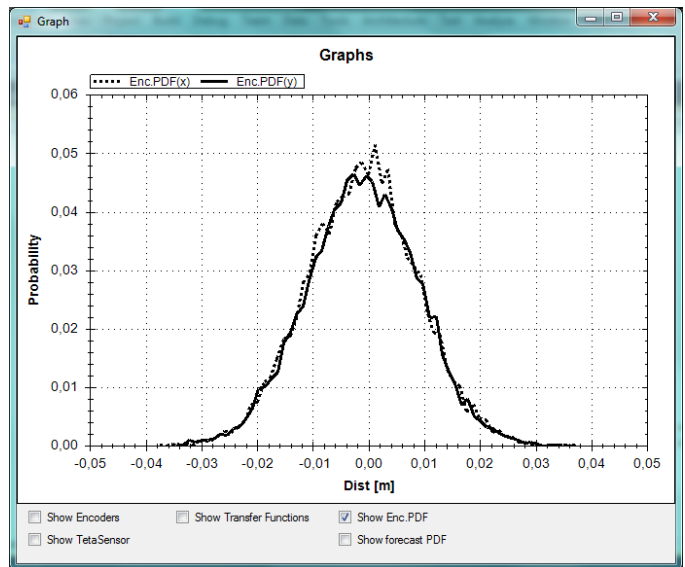 Graph
Graphs
Enc.PDF(x) Enc.PDF(y)
0,06
0,05
0,04
0,03
0,02
0,01
0,00
Probability
-0,05 -0,04 -0,03 -0,02 -0,01 0,00 0,01 0,02 0,03 0,04 0,05
Dist [m]
Show Encoders Show Transfer Functions Show Enc.PDF
Show TetaSensor Show forecast PDF